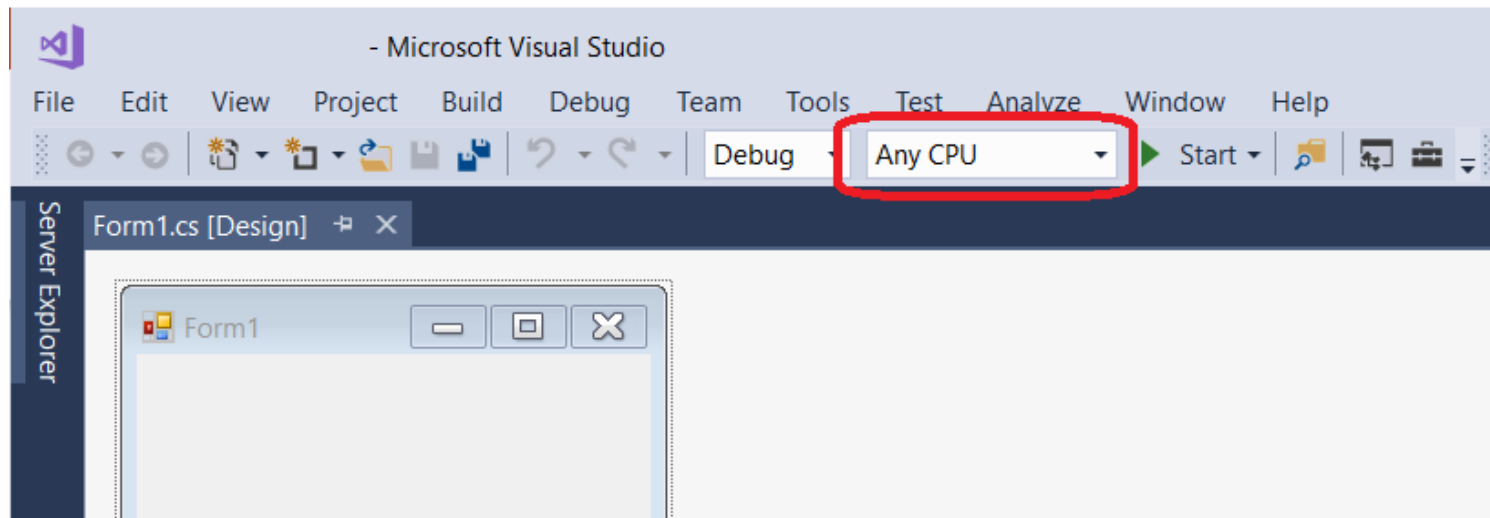 - Microsoft Visual Studio
File Edit View Project Build Debug Team Tools Test Analyze Window Help
Debug Any CPU Start
Server Explorer
Form1.cs [Design]
Form1